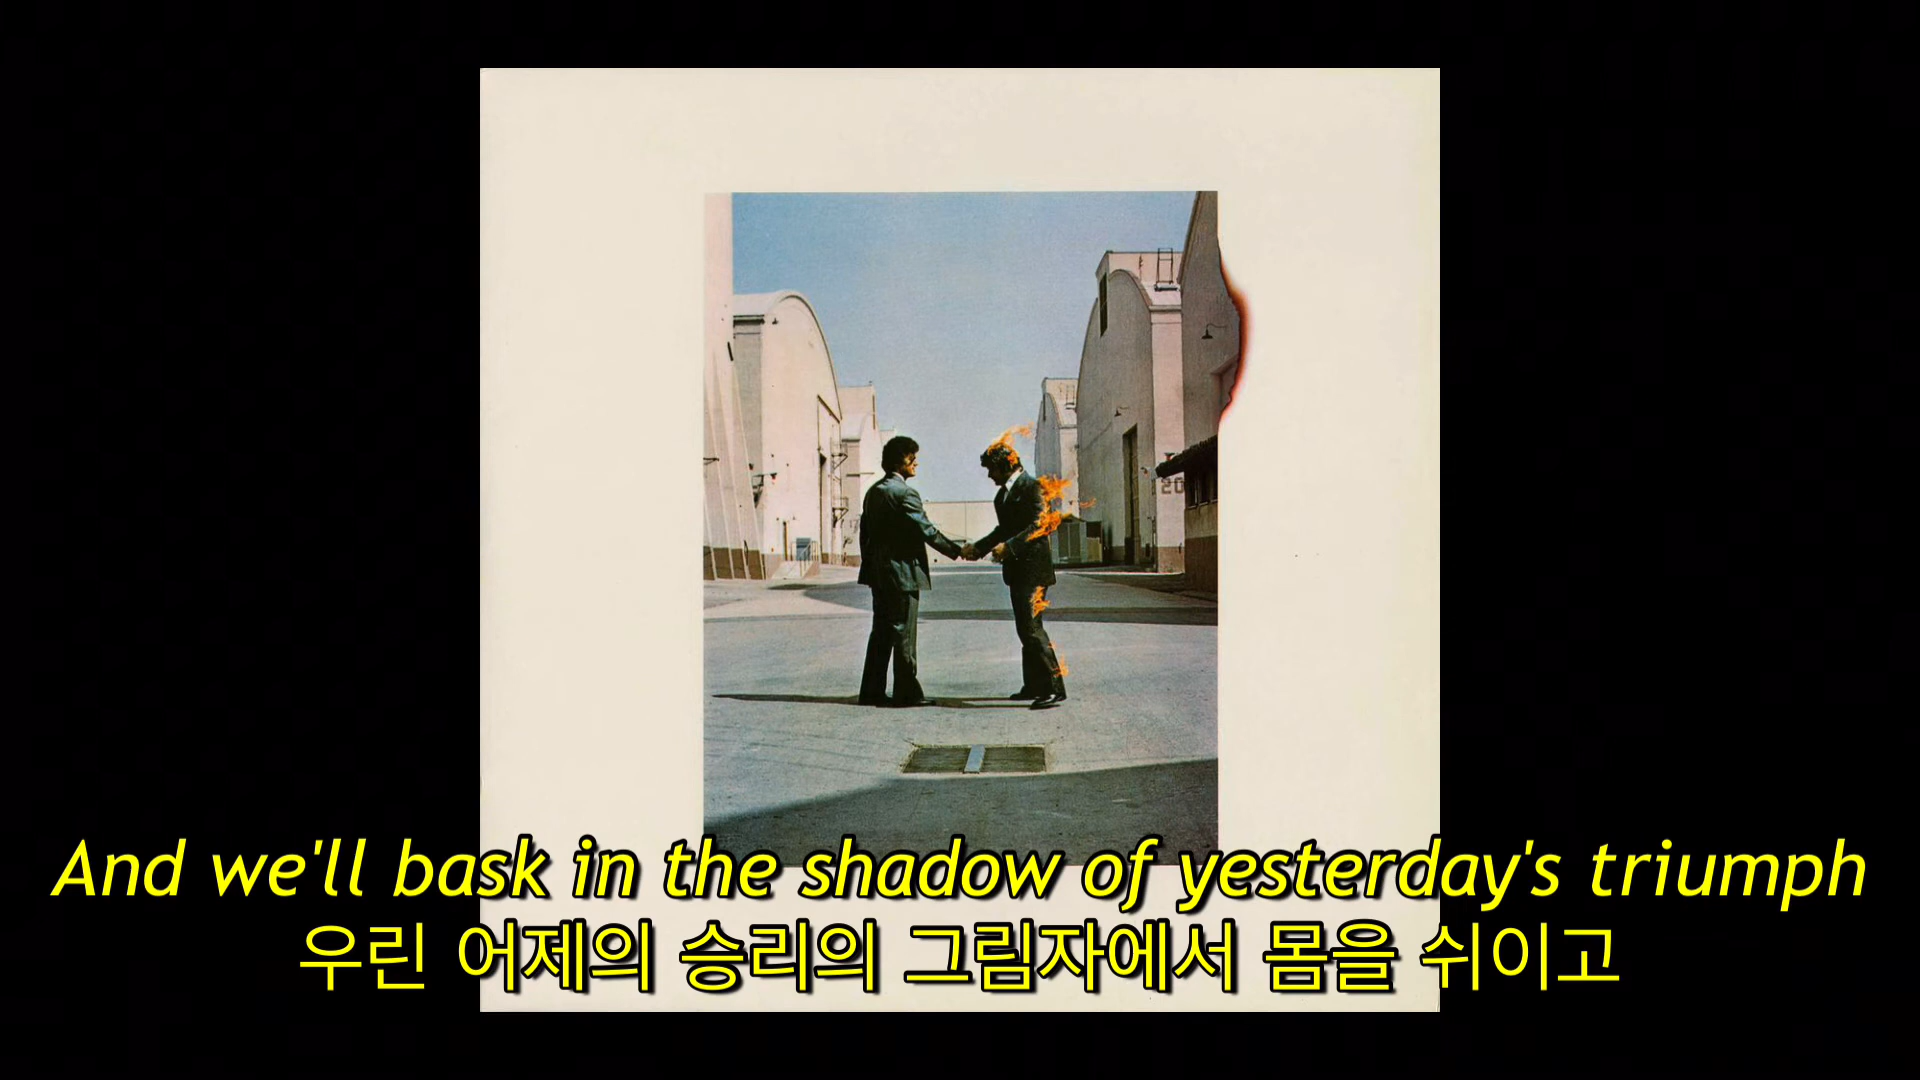 20
And we'll bask in the shadow of yesterday's triumph
우린 어제의 승리의 그림자에서 몸을 쉬이고